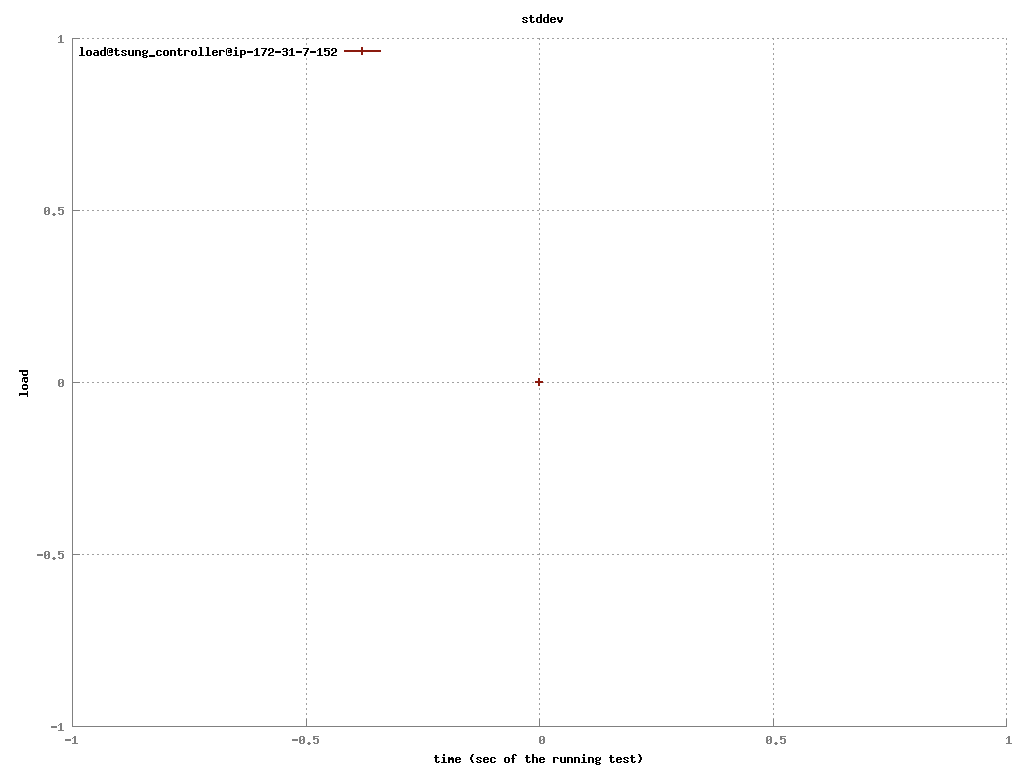 stddev
load@tsung_controller@ip-172-31-7-152
1
0.5
0
-0.5
-1
load
-1
-0.5
0
0.5
1
time (sec of the running test)